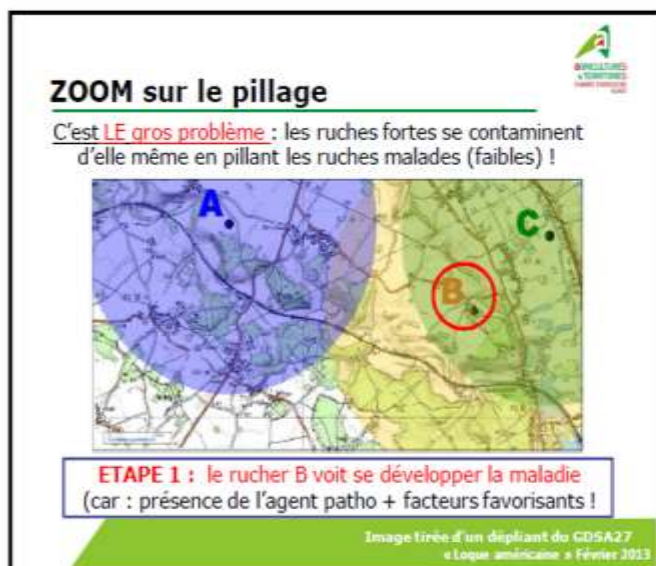 AGRICULTURES
& TERRITOIRES
ZOOM sur le pillage
C'est LE gros problème : les ruches fortes se contaminent
d'elle même en pillant les ruches malades (faibles) !
A
C
B
ETAPE 1 : le rucher B voit se développer la maladie
(car : présence de l'agent patho + facteurs favorisants !
Image tirée d'un dépliant du GDSA27
« Loque américaine » Février 2013